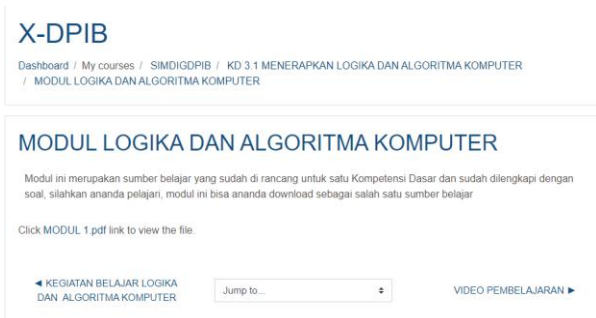 X-DPIB
Dashboard / My courses / SIMDIGDPIB / KD 3.1 MENERAPKAN LOGIKA DAN ALGORITMA KOMPUTER
/ MODUL LOGIKA DAN ALGORITMA KOMPUTER
MODUL LOGIKA DAN ALGORITMA KOMPUTER
Modul ini merupakan sumber belajar yang sudah di rancang untuk satu Kompetensi Dasar dan sudah dilengkapi dengan
soal, silahkan ananda pelajari, modul ini bisa ananda download sebagai salah satu sumber belajar
Click MODUL 1.pdf link to view the file.
◄ KEGIATAN BELAJAR LOGIKA
DAN ALGORITMA KOMPUTER
Jump to...
VIDEO PEMBELAJARAN ►